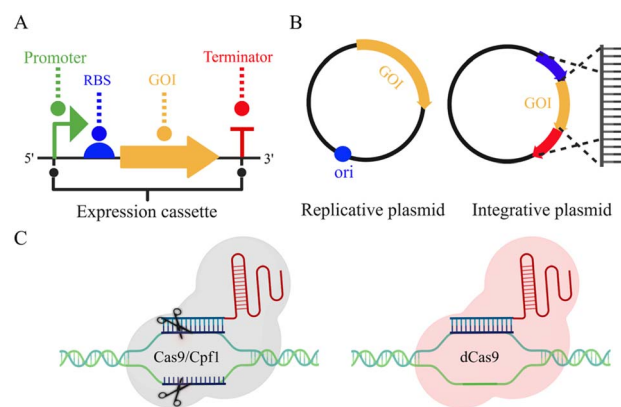 A
Promoter
RBS
GOI
Terminator
5'
3'
Expression cassette
B
GOI
ori
Replicative plasmid
GOI
Integrative plasmid
C
Cas9/Cpf1
dCas9